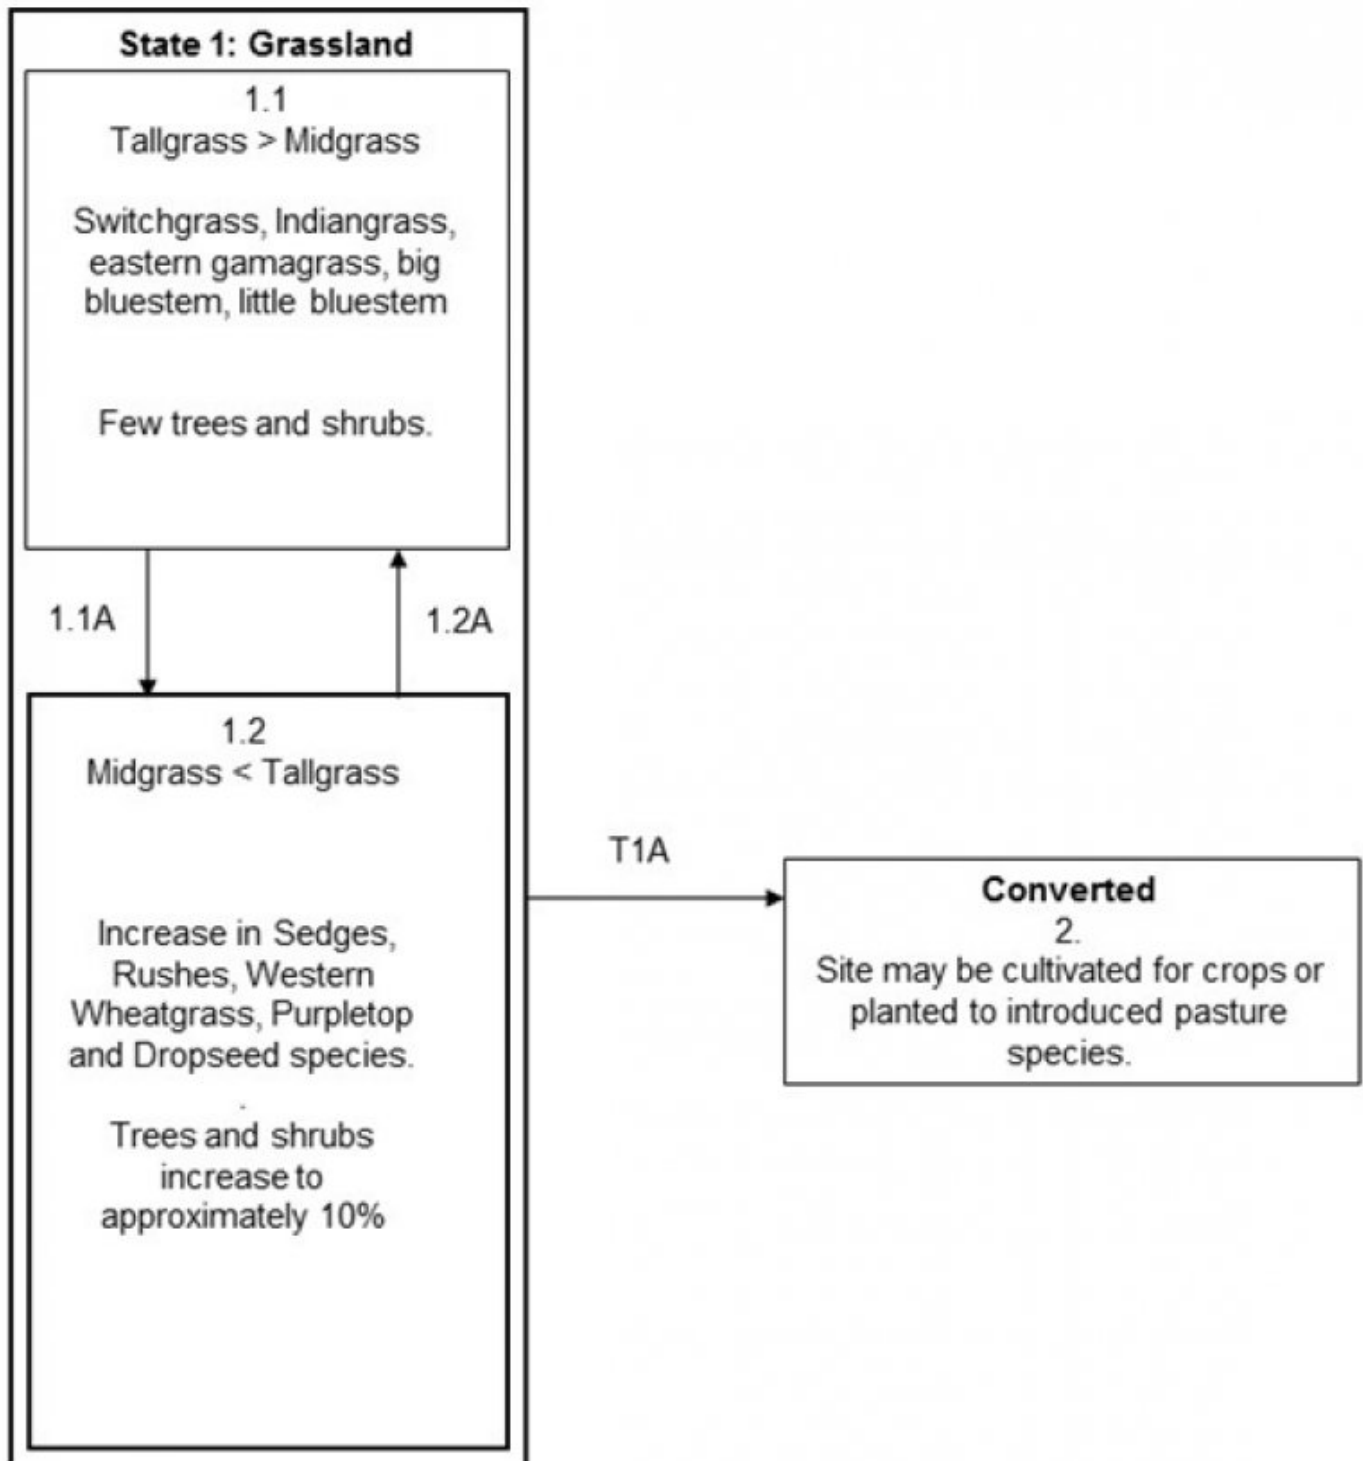 State 1: Grassland
1.1
Tallgrass > Midgrass
Switchgrass, Indiangrass,
eastern gamagrass, big
bluestem, little bluestem
Few trees and shrubs.
1.1A
1.2A
1.2
Midgrass < Tallgrass
Increase in Sedges,
Rushes, Western
Wheatgrass, Purpletop
and Dropseed species.
.
Trees and shrubs
increase to
approximately 10%
T1A
Converted
2.
Site may be cultivated for crops or
planted to introduced pasture
species.